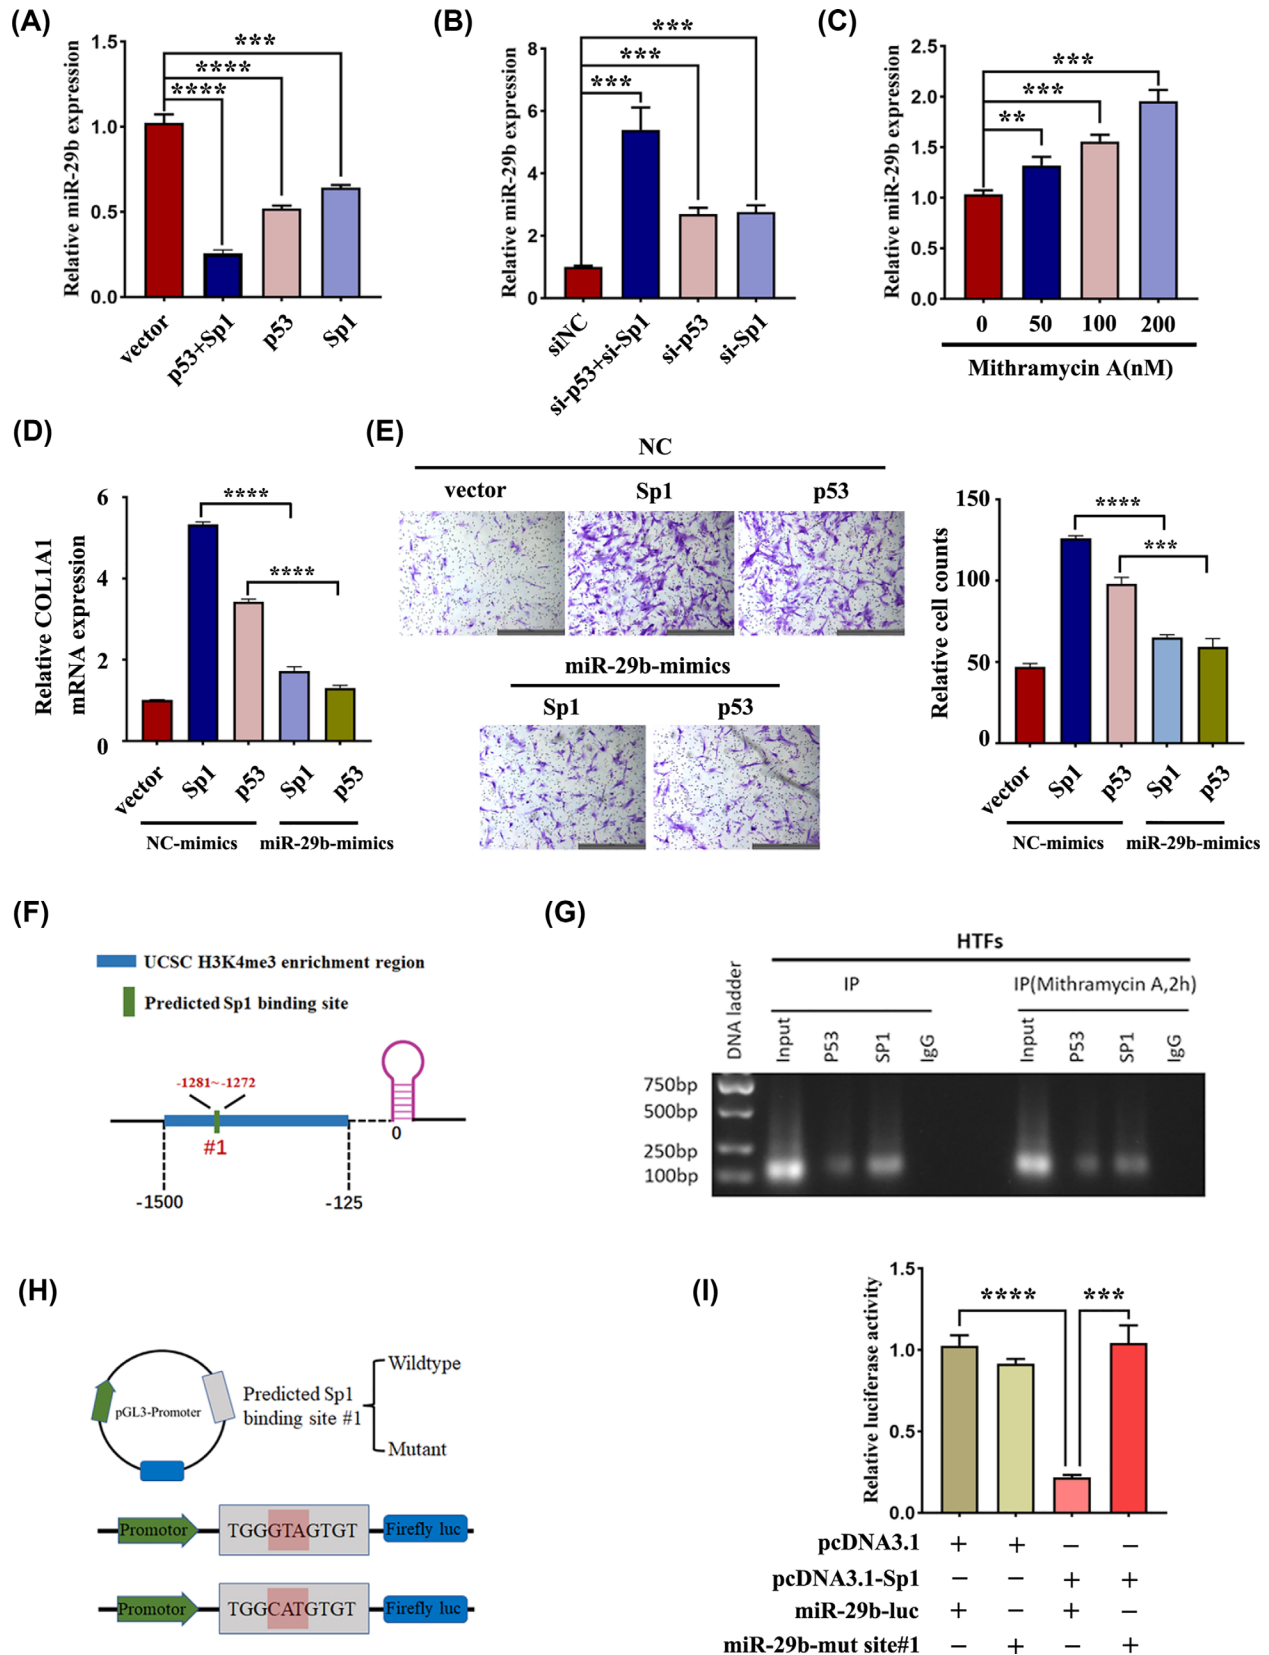 (A)
Relative miR-29b expression
1.5
1.0
0.5
0.0
***
****
****
vector
p53+Sp1
p53
Sp1
(B)
Relative miR-29b expression
8
6
4
2
0
***
***
***
siNC
si-p53+si-Sp1
si-p53
si-Sp1
(C)
Relative miR-29b expression
2.5
2.0
1.5
1.0
0.5
0.0
***
***
**
0 50 100 200
Mithramycin A(nM)
(D)
Relative COL1A1
mRNA expression
6
4
2
0
****
****
vector
Sp1
p53
Sp1
p53
NC-mimics miR-29b-mimics
(E)
NC
vector Sp1 p53
miR-29b-mimics
Sp1 p53
Relative cell counts
150
100
50
0
****
***
vector
Sp1
p53
Sp1
p53
NC-mimics miR-29b-mimics
(F)
UCSC H3K4me3 enrichment region
Predicted Sp1 binding site
-1281~-1272
#1
0
-1500
-125
(G)
HTFs
IP
IP(Mithramycin A,2h)
DNA ladder
Input
P53
SP1
IgG
Input
P53
SP1
IgG
750bp
500bp
250bp
100bp
(H)
pGL3-Promoter
Predicted Sp1
binding site #1
Wildtype
Mutant
Promotor TGGGTAGTGT Firefly luc
Promotor TGGCATGTGT Firefly luc
(I)
Relative luciferase activity
1.5
1.0
0.5
0.0
****
***
pcDNA3.1 + + − −
pcDNA3.1-Sp1 − − + +
miR-29b-luc + − + −
miR-29b-mut site#1 − + − +